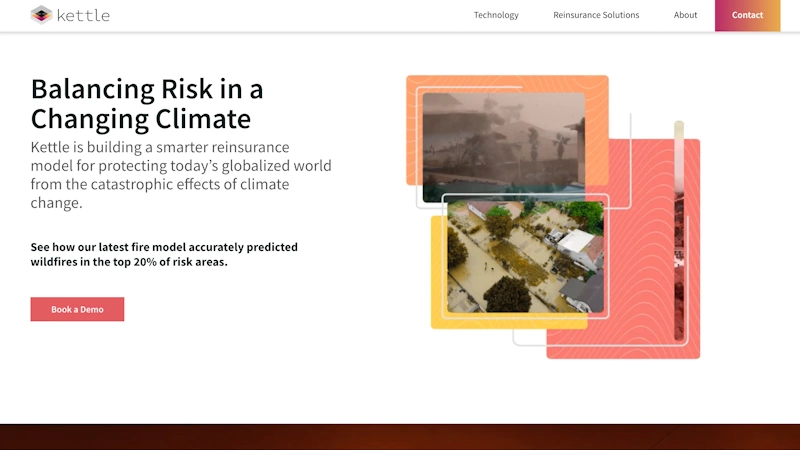 kettle
Technology
Reinsurance Solutions
About
Contact
Balancing Risk in a
Changing Climate
Kettle is building a smarter reinsurance
model for protecting today’s globalized world
from the catastrophic effects of climate
change.
See how our latest fire model accurately predicted
wildfires in the top 20% of risk areas.
Book a Demo